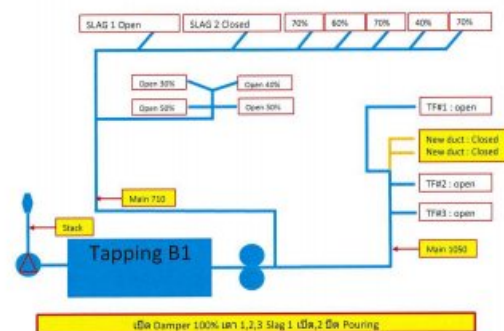 SLAG 1 Open
SLAG 2 Closed
70%
60%
70%
40%
70%
Open 30%
Open 40%
Open 50%
Open 30%
TF#1 : open
New duct : Closed
New duct : Closed
TF#2 : open
TF#3 : open
Main 710
Stack
Tapping B1
Main 1050
เปิด Damper 100% เตา 1,2,3 Slag 1 เปิด,2 ปิด Pouring